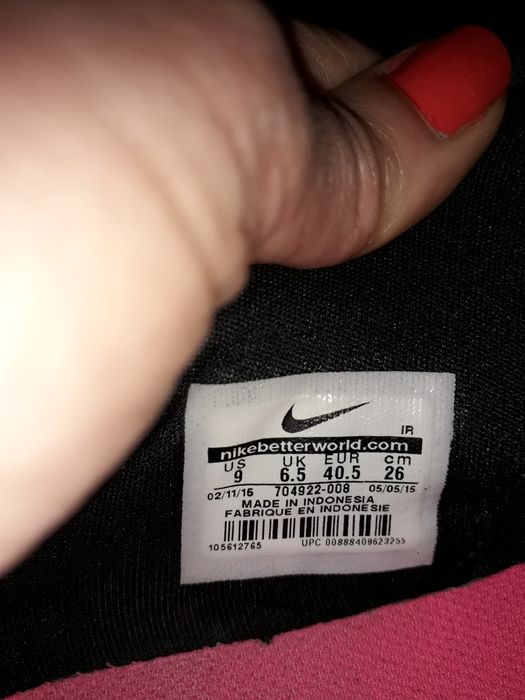 IR
nikebetterworld.com
US UK EUR cm
9 6.5 40.5 26
02/11/15 704922-008 05/05/15
MADE IN INDONESIA
FABRIQUE EN INDONESIE
105612765 UPC 00888409623255